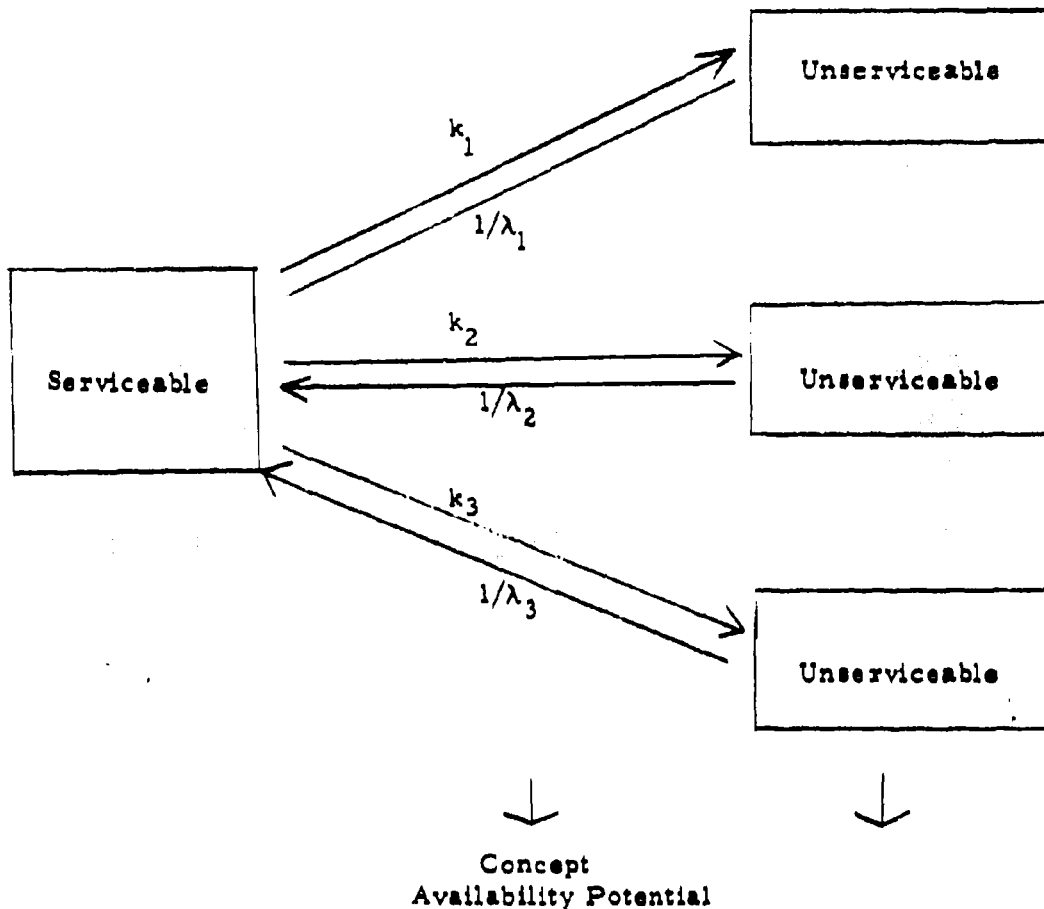 Unserviceable
k₁
1/λ₁
k₂
Serviceable
Unserviceable
1/λ₂
k₃
1/λ₃
Unserviceable
Concept
Availability Potential